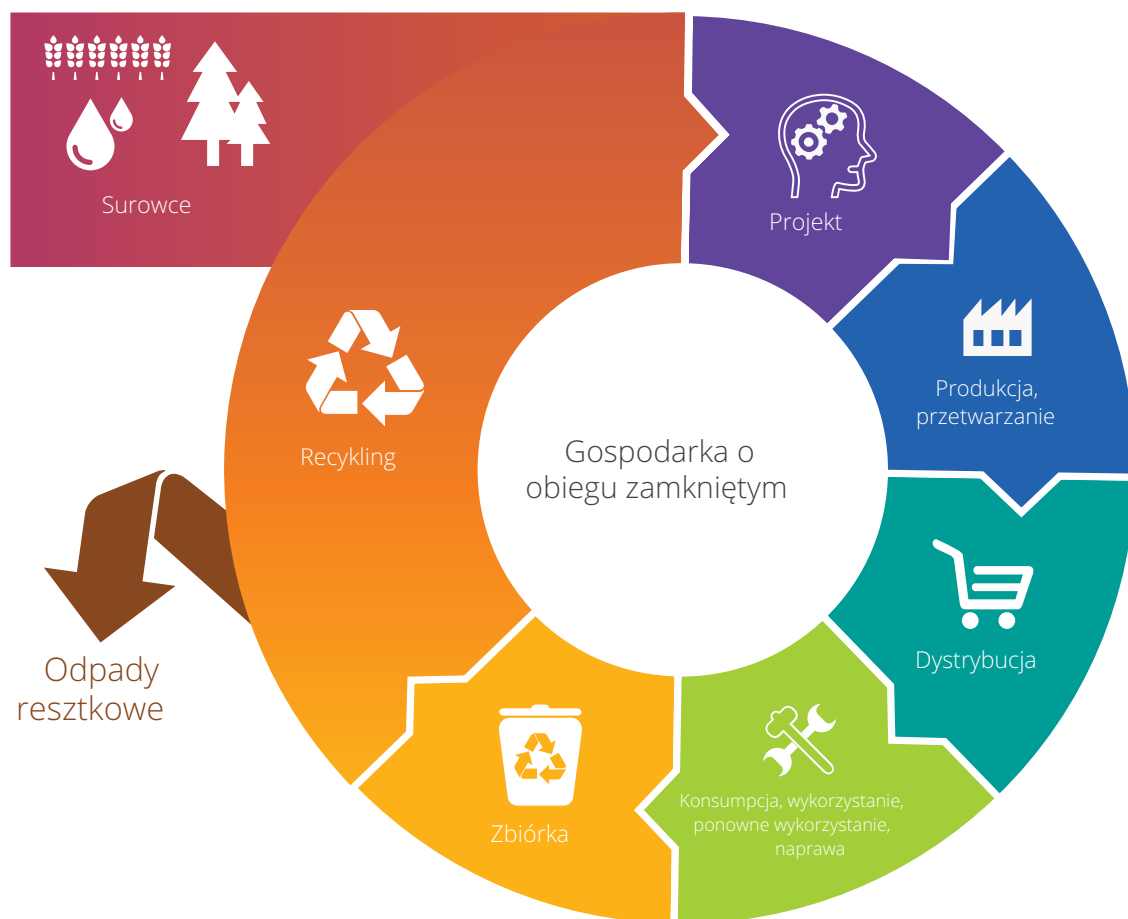 Surowce
Projekt
Produkcja,
przetwarzanie
Dystrybucja
Konsumpcja, wykorzystanie,
ponowne wykorzystanie,
naprawa
Zbiórka
Recykling
Odpady
resztkowe
Gospodarka o
obiegu zamkniętym